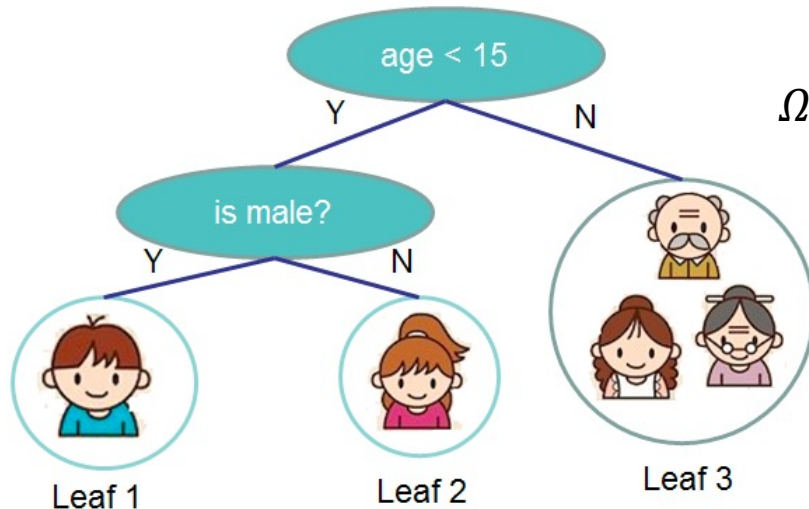 age < 15
Y
N
Ω
is male?
Y
N
Leaf 1
Leaf 2
Leaf 3